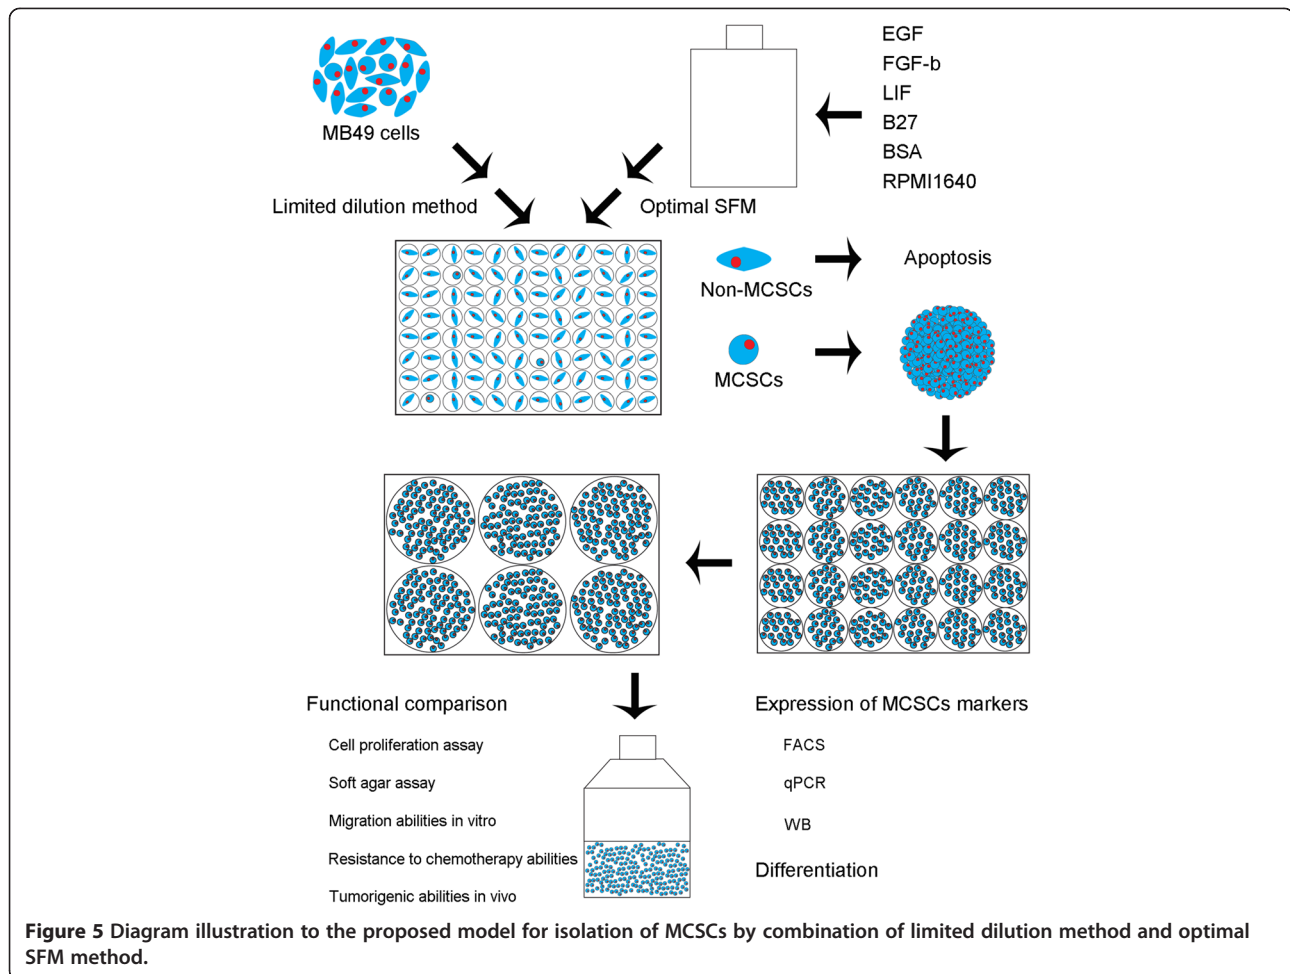 EGF
FGF-b
LIF
B27
BSA
RPMI1640
MB49 cells
Limited dilution method
Optimal SFM
Non-MCSCs
Apoptosis
MCSCs
Functional comparison
Cell proliferation assay
Soft agar assay
Migration abilities in vitro
Resistance to chemotherapy abilities
Tumorigenic abilities in vivo
Expression of MCSCs markers
FACS
qPCR
WB
Differentiation
Figure 5 Diagram illustration to the proposed model for isolation of MCSCs by combination of limited dilution method and optimal
SFM method.